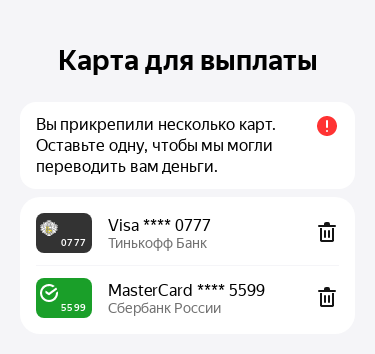 Карта для выплаты
Вы прикрепили несколько карт.
Оставьте одну, чтобы мы могли
переводить вам деньги.
0777
Visa **** 0777
Тинькофф Банк
5599
MasterCard **** 5599
Сбербанк России